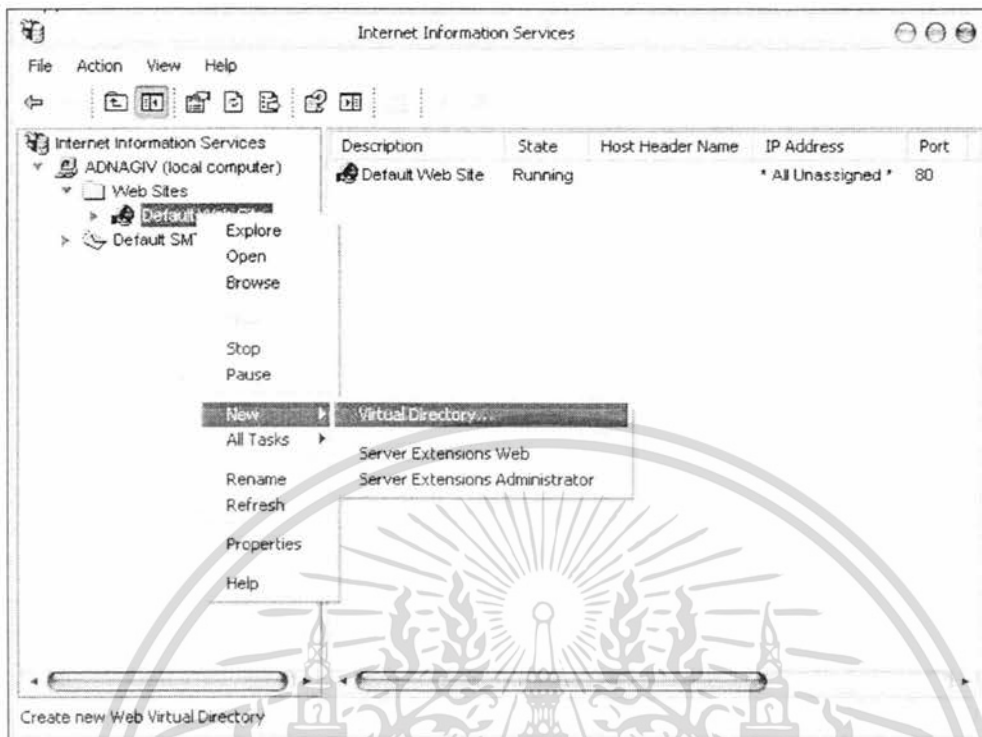 Internet Information Services
File Action View Help
Internet Information Services
ADNAGIV (local computer)
Web Sites
Default
Default SMT
Description State Host Header Name IP Address Port
Default Web Site Running * All Unassigned * 80
Explore
Open
Browse
Stop
Pause
New
All Tasks
Rename
Refresh
Properties
Help
Virtual Directory...
Server Extensions Web
Server Extensions Administrator
Create new Web Virtual Directory